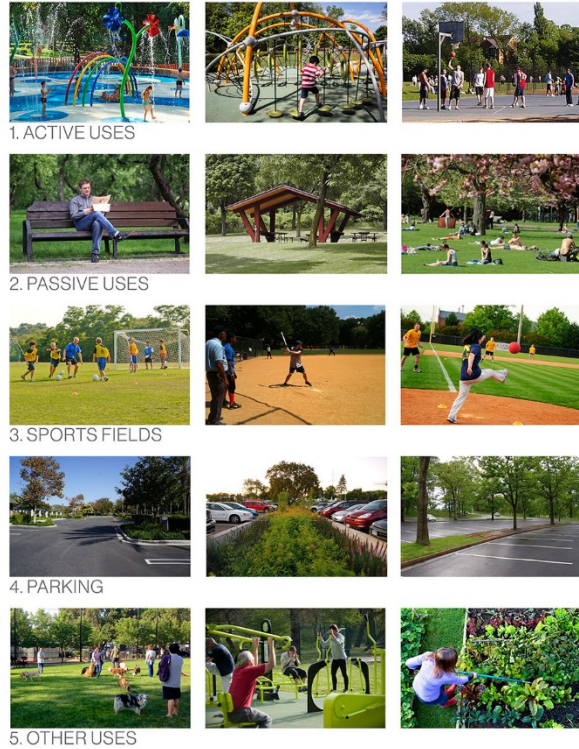 1. ACTIVE USES
2. PASSIVE USES
3. SPORTS FIELDS
4. PARKING
5. OTHER USES